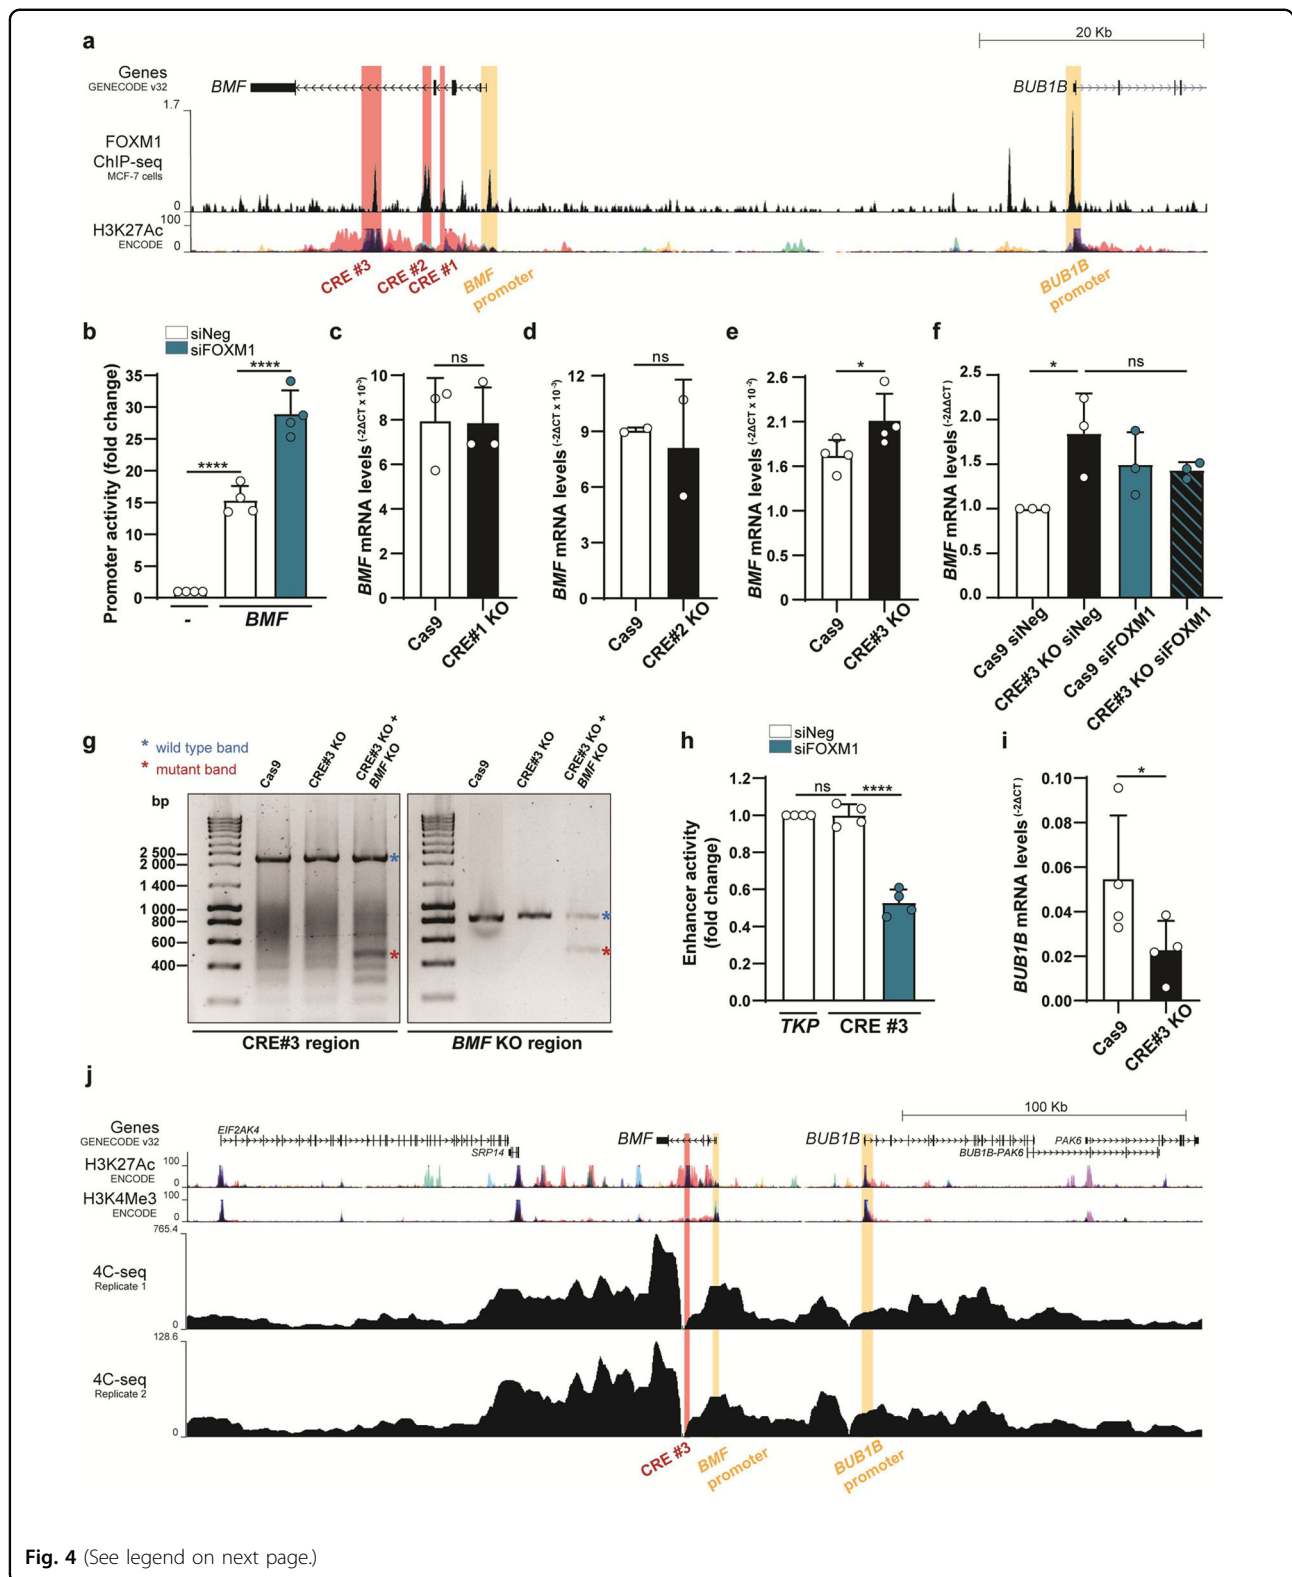 a
20 Kb
Genes
GENECODE v32
BMF
BUB1B
1.7
FOXM1
ChIP-seq
MCF-7 cells
0
100
H3K27Ac
ENCODE
0
CRE #3
CRE #2
CRE #1
BMF promoter
BUB1B promoter
b
siNeg
siFOXM1
Promoter activity (fold change)
35
30
25
20
15
10
5
0
****
****
-
BMF
c
BMF mRNA levels (-2ΔCT x 10-3)
10
8
6
4
2
0
ns
Cas9
CRE#1 KO
d
BMF mRNA levels (-2ΔCT x 10-3)
12
9
6
3
0
ns
Cas9
CRE#2 KO
e
BMF mRNA levels (-2ΔCT x 10-2)
2.6
2.1
1.6
1.0
0.5
0
*
Cas9
CRE#3 KO
f
BMF mRNA levels (-2ΔΔCT)
2.5
2.0
1.5
1.0
0.5
0.0
*
ns
Cas9 siNeg
CRE#3 KO siNeg
Cas9 siFOXM1
CRE#3 KO siFOXM1
g
* wild type band
* mutant band
Cas9
CRE#3 KO
CRE#3 KO +
BMF KO
Cas9
CRE#3 KO
CRE#3 KO +
BMF KO
bp
2 500
2 000
1 400
1 000
800
600
400
*
*
*
*
CRE#3 region
BMF KO region
h
siNeg
siFOXM1
Enhancer activity
(fold change)
1.2
1.0
0.8
0.6
0.4
0.2
0.0
ns
****
TKP
CRE #3
i
BUB1B mRNA levels (-2ΔCT)
0.10
0.08
0.06
0.04
0.02
0.00
*
Cas9
CRE#3 KO
j
100 Kb
Genes
GENECODE v32
EIF2AK4
SRP14
BMF
BUB1B
BUB1B-PAK6
PAK6
H3K27Ac
ENCODE
100
0
H3K4Me3
ENCODE
100
0
765.4
4C-seq
Replicate 1
0
128.6
4C-seq
Replicate 2
0
CRE #3
BMF promoter
BUB1B promoter
Fig. 4 (See legend on next page.)